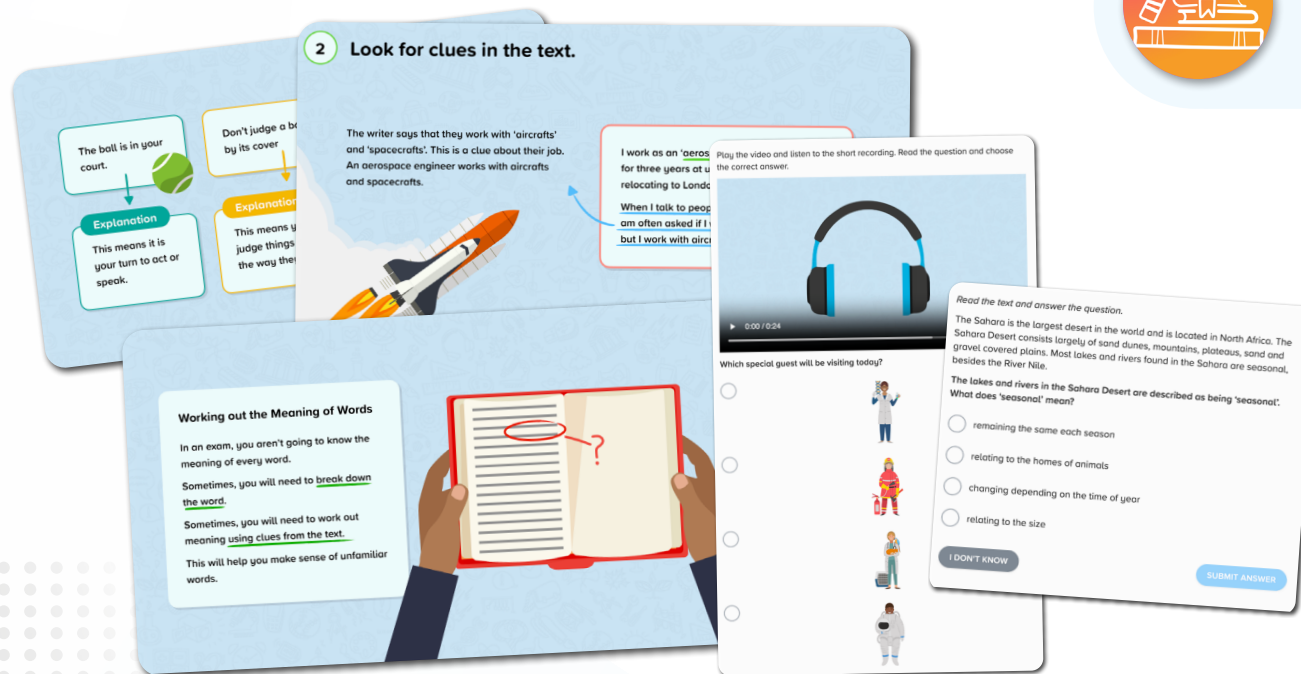 The ball is in your
court.
Explanation
This means it is
your turn to act or
speak.
Don't judge a
by its cover
Explanation
This means
judge things
the way
2 Look for clues in the text.
The writer says that they work with 'aircrafts'
and 'spacecrafts'. This is a clue about their job.
An aerospace engineer works with aircrafts
and spacecrafts.
I work as an
for three years at
relocating to
When I talk to
am often asked if I
but I work with
Working out the Meaning of Words
In an exam, you aren't going to know the
meaning of every word.
Sometimes, you will need to break down
the word.
Sometimes, you will need to work out
meaning using clues from the text.
This will help you make sense of unfamiliar
words.
?
Play the video and listen to the short recording. Read the question and choose
the correct answer.
0:00 / 0:24
Which special guest will be visiting today?
Read the text and answer the question.
The Sahara is the largest desert in the world and is located in North Africa. The
Sahara Desert consists largely of sand dunes, mountains, plateaus, sand and
gravel covered plains. Most lakes and rivers found in the Sahara are seasonal,
besides the River Nile.
The lakes and rivers in the Sahara Desert are described as being 'seasonal'.
What does 'seasonal' mean?
remaining the same each season
relating to the homes of animals
changing depending on the time of year
relating to the size
I DON'T KNOW
SUBMIT ANSWER